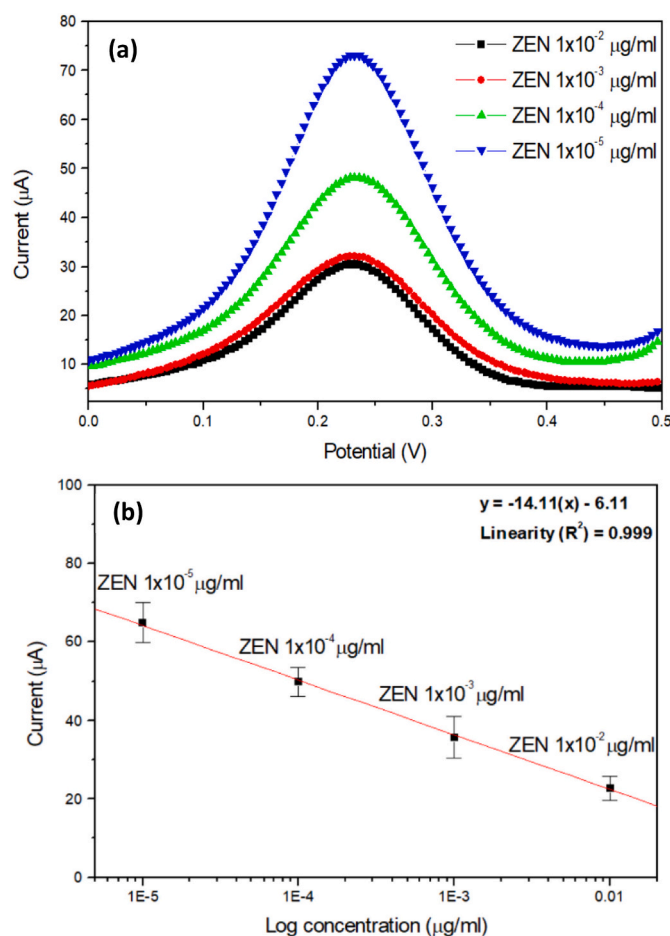 (a)
ZEN 1x10⁻² µg/ml
ZEN 1x10⁻³ µg/ml
ZEN 1x10⁻⁴ µg/ml
ZEN 1x10⁻⁵ µg/ml
80
70
60
50
40
30
20
10
Current (µA)
0.0 0.1 0.2 0.3 0.4 0.5
Potential (V)
(b)
y = -14.11(x) - 6.11
Linearity (R²) = 0.999
ZEN 1x10⁻⁵µg/ml
ZEN 1x10⁻⁴µg/ml
ZEN 1x10⁻³µg/ml
ZEN 1x10⁻²µg/ml
100
80
60
40
20
0
Current (µA)
1E-5 1E-4 1E-3 0.01
Log concentration (µg/ml)